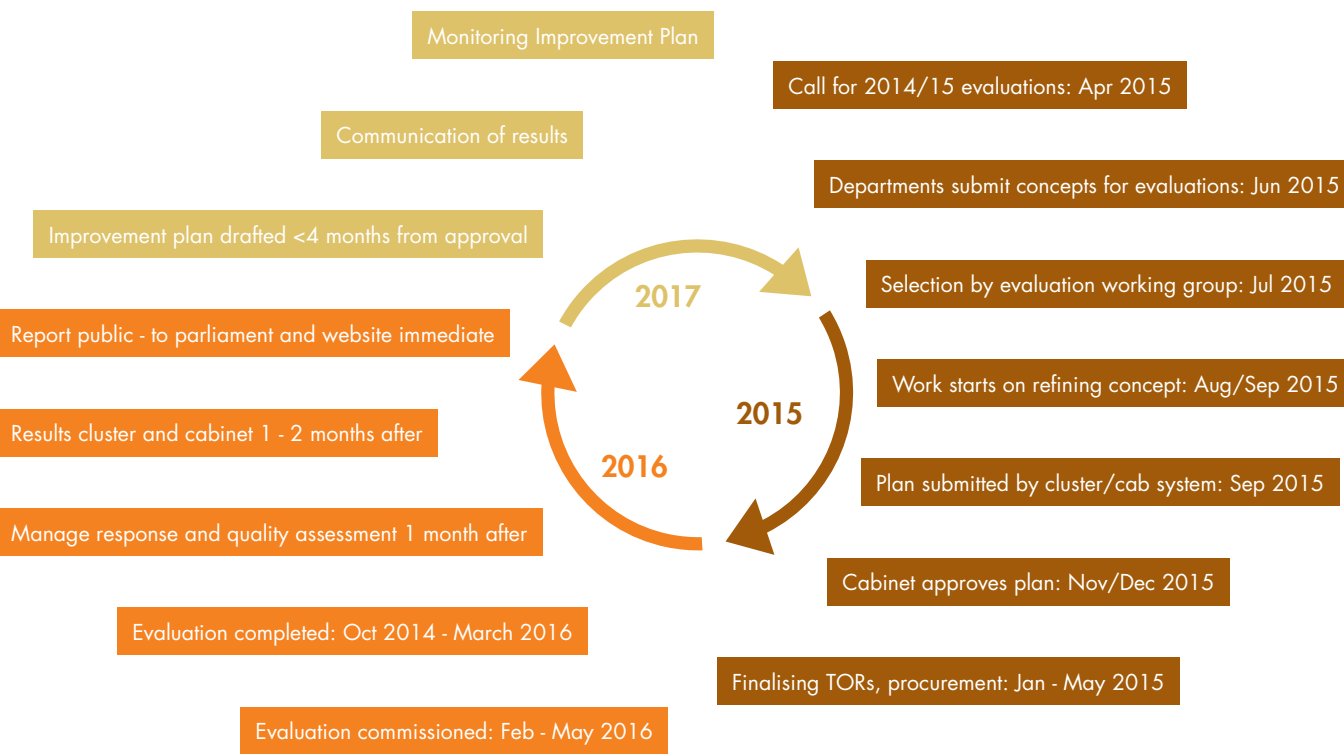 Monitoring Improvement Plan
Call for 2014/15 evaluations: Apr 2015
Communication of results
Departments submit concepts for evaluations: Jun 2015
Improvement plan drafted <4 months from approval
Selection by evaluation working group: Jul 2015
2017
Report public - to parliament and website immediate
Work starts on refining concept: Aug/Sep 2015
2015
Results cluster and cabinet 1 - 2 months after
2016
Plan submitted by cluster/cab system: Sep 2015
Manage response and quality assessment 1 month after
Cabinet approves plan: Nov/Dec 2015
Evaluation completed: Oct 2014 - March 2016
Finalising TORs, procurement: Jan - May 2015
Evaluation commissioned: Feb - May 2016